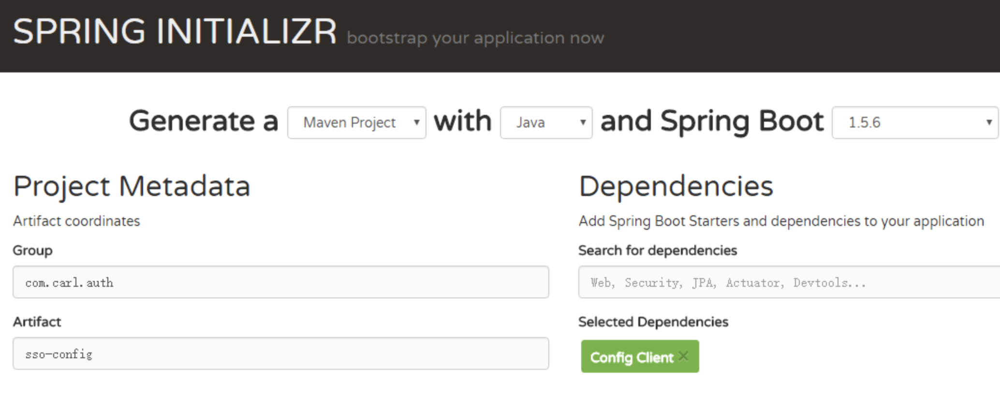 SPRING INITIALIZR bootstrap your application now
Generate a Maven Project with Java and Spring Boot 1.5.6
Project Metadata
Artifact coordinates
Group
com.carl.auth
Artifact
sso-config
Dependencies
Add Spring Boot Starters and dependencies to your application
Search for dependencies
Web, Security, JPA, Actuator, Devtools...
Selected Dependencies
Config Client ×